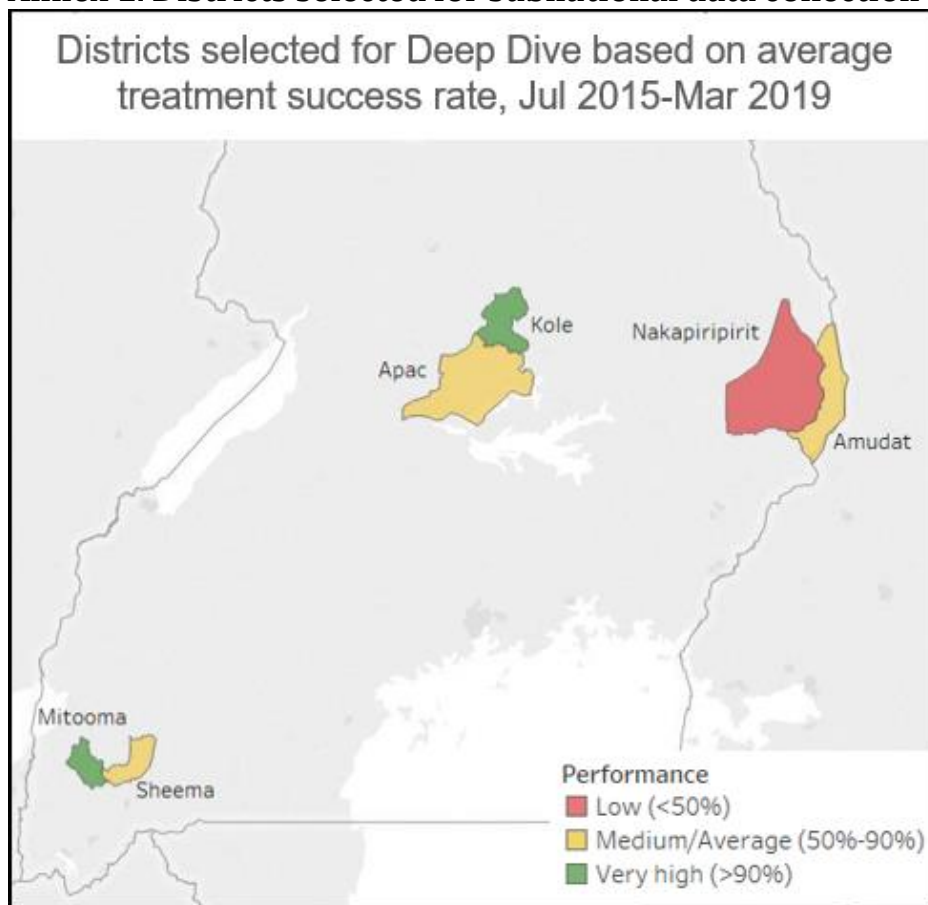 Districts selected for Deep Dive based on average
treatment success rate, Jul 2015-Mar 2019
Kole
Nakapiripirit
Apac
Amudat
Mitooma
Sheema
Performance
Low (<50%)
Medium/Average (50%-90%)
Very high (>90%)